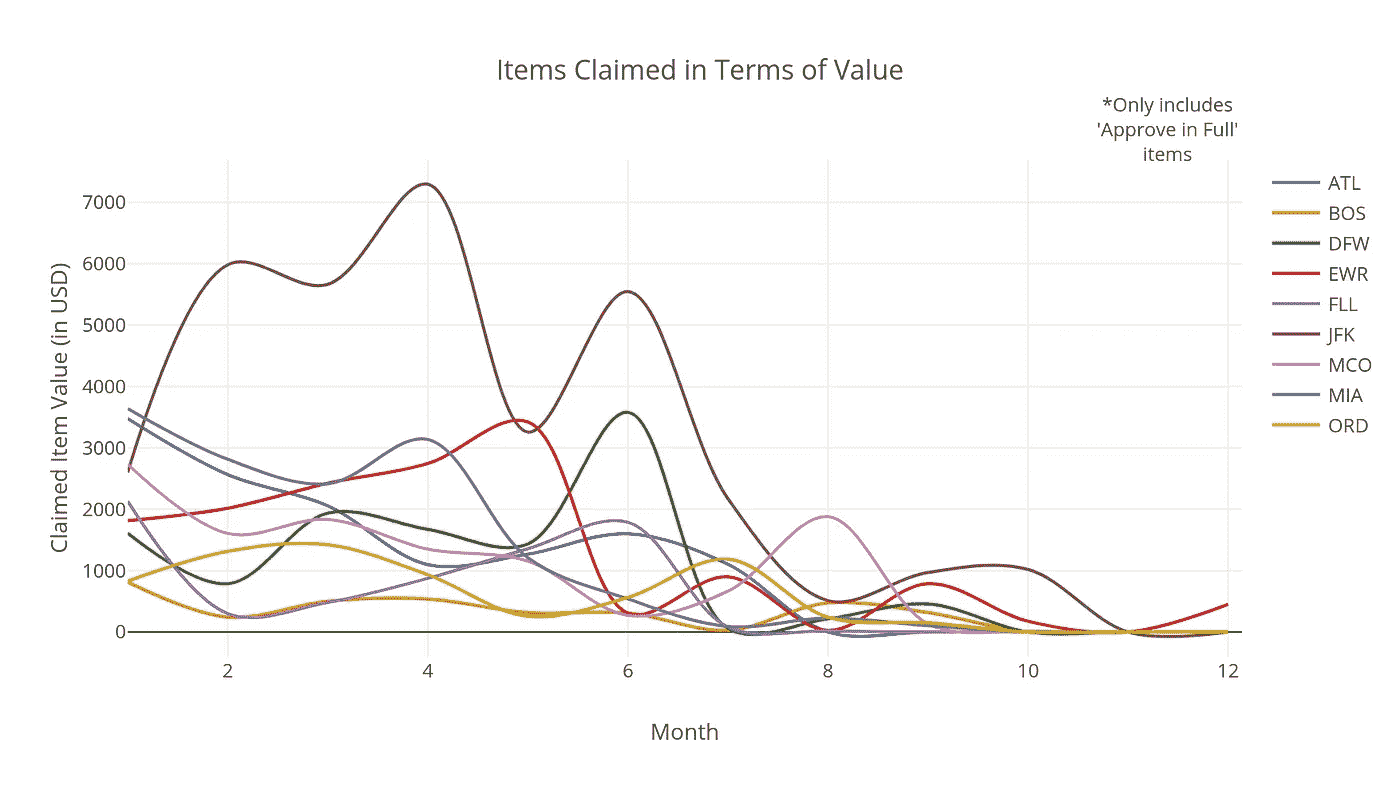 Items Claimed in Terms of Value
*Only includes
'Approve in Full'
items
ATL
BOS
DFW
EWR
FLL
JFK
MCO
MIA
ORD
Claimed Item Value (in USD)
7000
6000
5000
4000
3000
2000
1000
0
2 4 6 8 10 12
Month